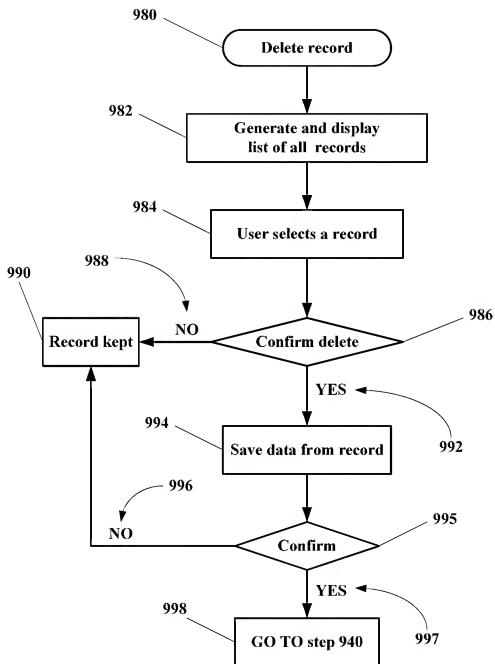 980
Delete record
982
Generate and display
list of all records
984
User selects a record
988
990
NO
Record kept
Confirm delete
986
YES
992
994
Save data from record
996
NO
995
Confirm
YES
997
998
GO TO step 940